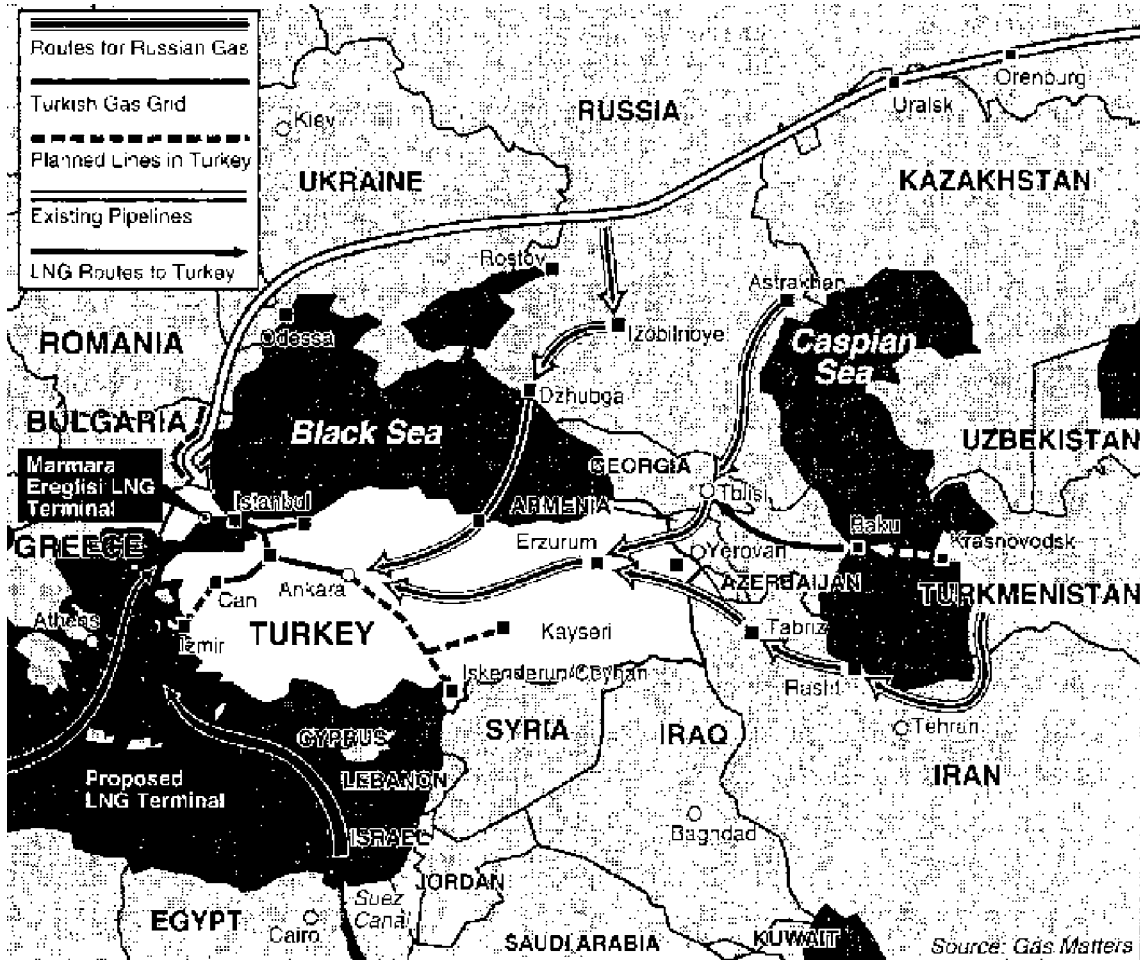 Routes for Russian Gas
Turkish Gas Grid
Planned Lines in Turkey
Existing Pipelines
LNG Routes to Turkey
Orenburg
Uralsk
RUSSIA
Kiev
UKRAINE
KAZAKHSTAN
Rostov
Astrakhan
Odessa
Izobilnoye
ROMANIA
Caspian
Sea
Dzhubga
BULGARIA
Black Sea
UZBEKISTAN
Marmara
Ereglisi LNG
Terminal
GEORGIA
Tblisi
Istanbul
ARMENIA
Baku
GREECE
Erzurum
Yerovan
Krasnovodsk
AZERBAIJAN
Ankara
Can
TURKMENISTAN
Athens
TURKEY
Kayseri
Tabriz
Izmir
Iskenderun/Ceyhan
Rasht
Tehran
CYPRUS
SYRIA
IRAQ
Proposed
LNG Terminal
LEBANON
IRAN
Baghdad
ISRAEL
JORDAN
Suez
Canal
EGYPT
Cairo
SAUDI ARABIA
KUWAIT
Source: Gas Matters